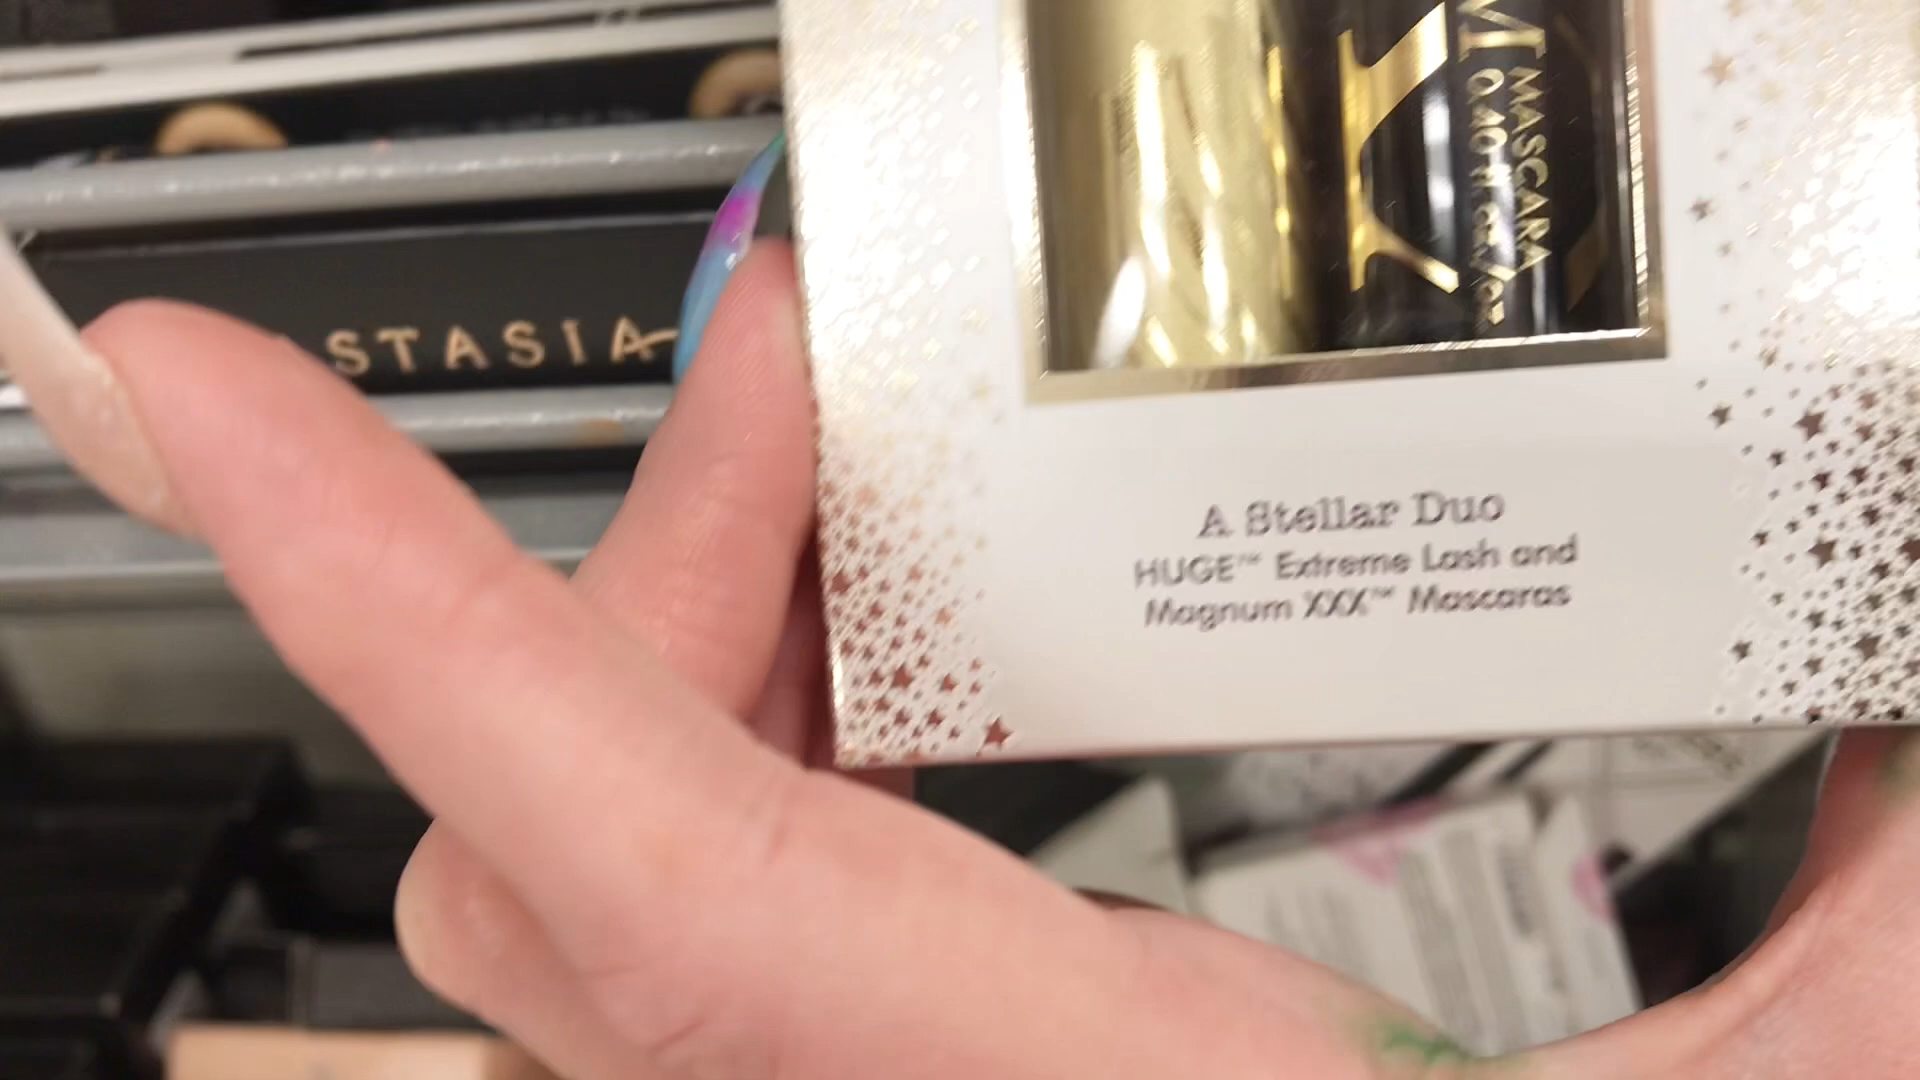 STASIA
MASCARA
A Stellar Duo
HUGE™ Extreme Lash and
Magnum XXX™ Mascaras